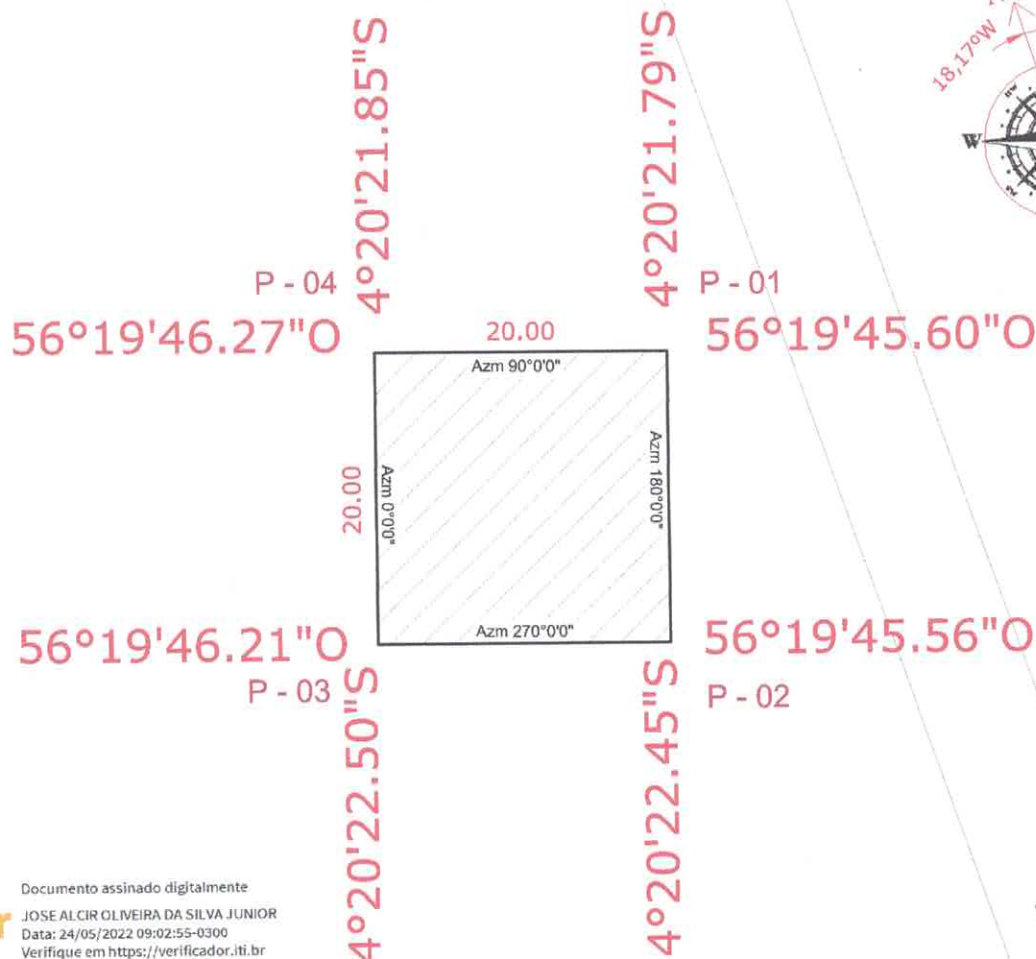 4°20'21.85"S
4°20'21.79"S
18,17°W
W
P - 04
P - 01
56°19'46.27"O
20.00
56°19'45.60"O
Azm 90°0'0"
20.00
Azm 0°0'0"
Azm 180°0'0"
Azm 270°0'0"
56°19'46.21"O
56°19'45.56"O
P - 03
P - 02
4°20'22.50"S
4°20'22.45"S
Documento assinado digitalmente
JOSE ALCIR OLIVEIRA DA SILVA JUNIOR
Data: 24/05/2022 09:02:55-0300
Verifique em https://verificador.iti.br